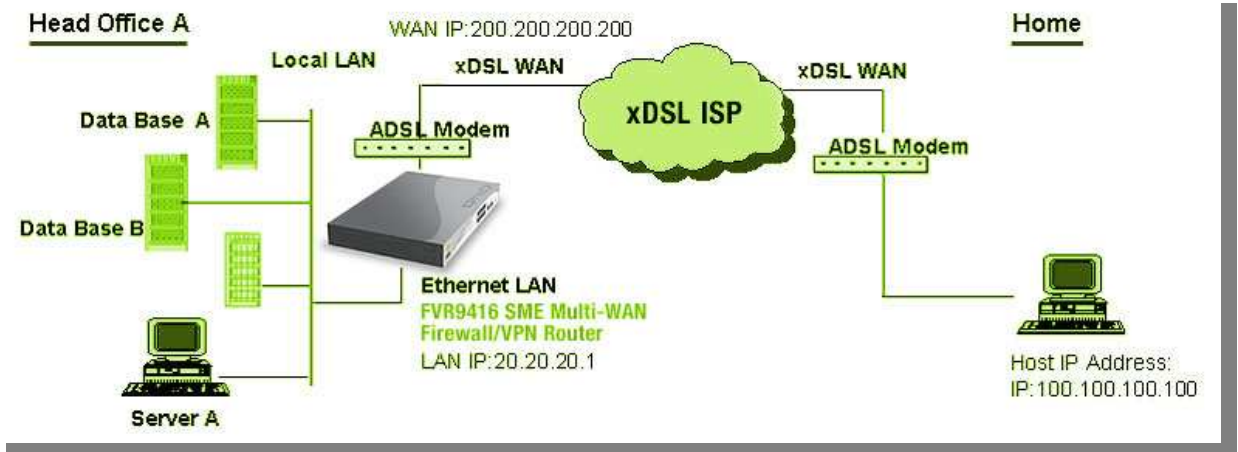 Head Office A
WAN IP:200.200.200.200
Home
Local LAN
xDSL WAN
xDSL WAN
xDSL ISP
Data Base A
ADSL Modem
ADSL Modem
Data Base B
Ethernet LAN
FVR9416 SME Multi-WAN
Firewall/VPN Router
LAN IP:20.20.20.1
Host IP Address:
IP:100.100.100.100
Server A